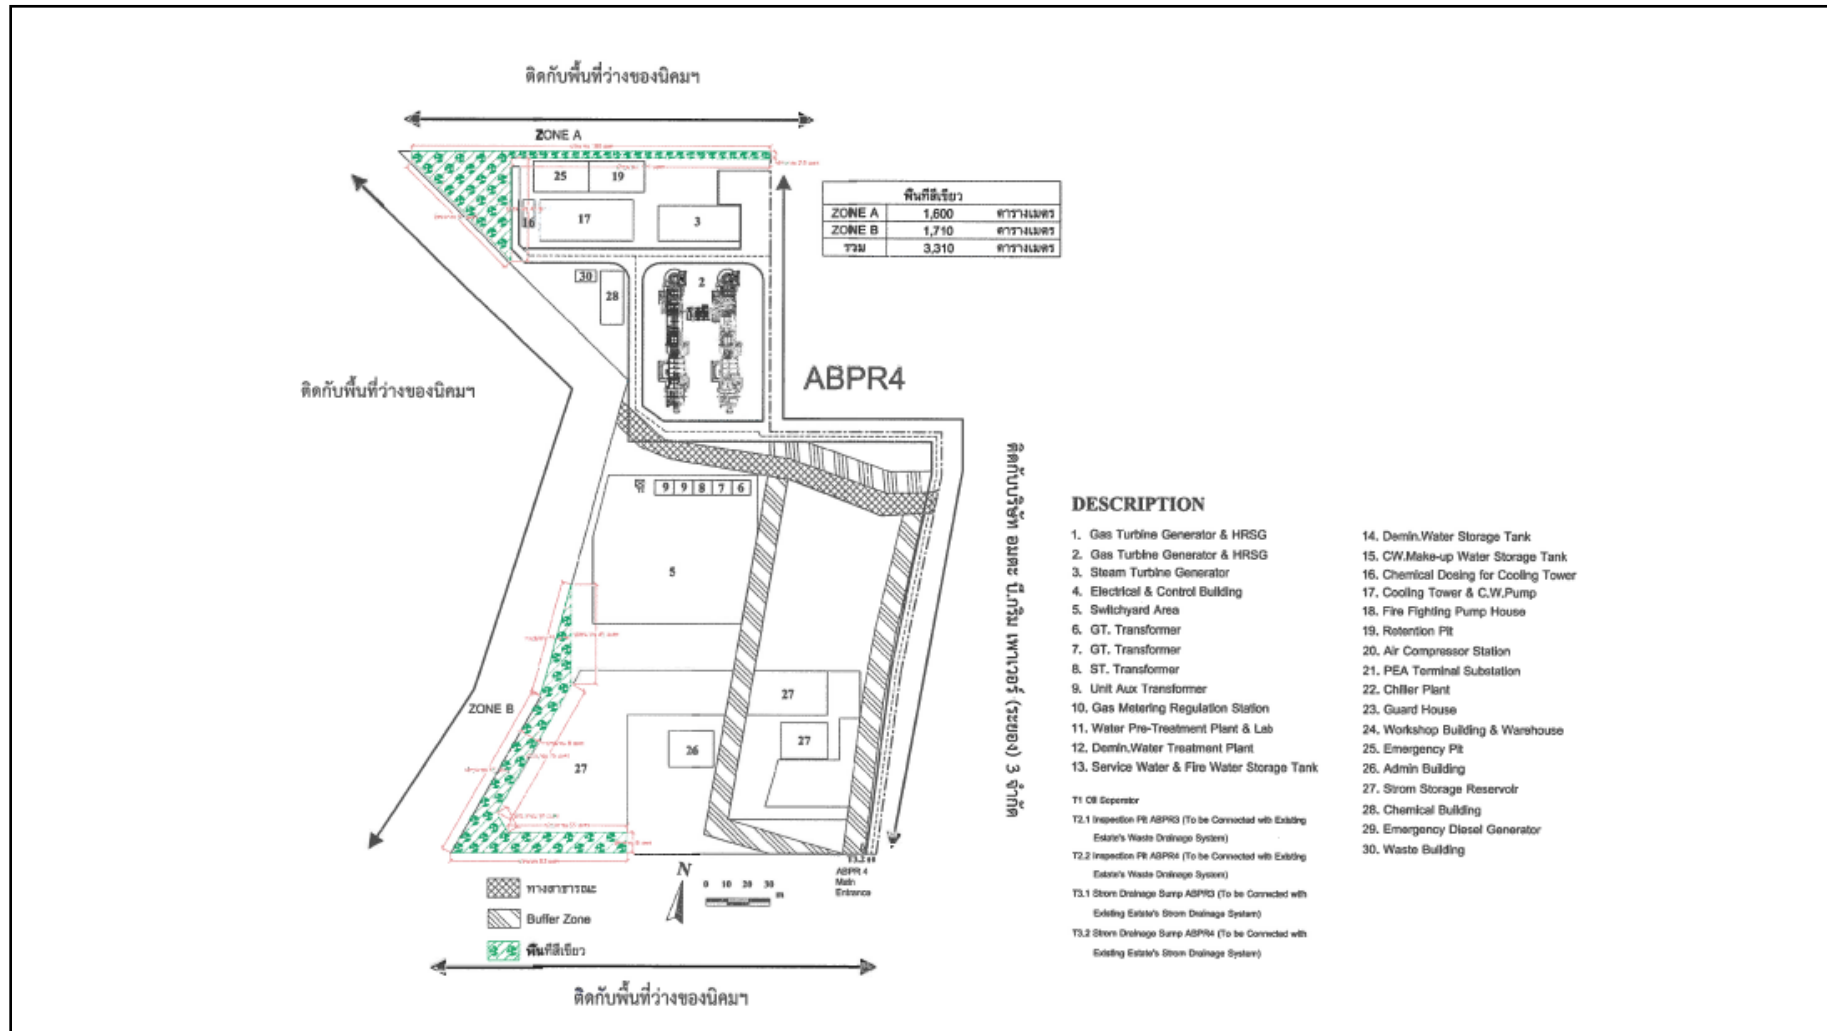 ติดกับพื้นที่ว่างของนิคมฯ
ZONE A
25
19
16
17
3
พื้นที่สีเขียว
ZONE A 1,600 ตารางเมตร
ZONE B 1,710 ตารางเมตร
รวม 3,310 ตารางเมตร
30
28
2
ABPR4
ติดกับพื้นที่ว่างของนิคมฯ
9 9 8 7 6
5
ติดกับบริษัท อมตะ บี.กริม เพาเวอร์ (ระยอง) 3 จำกัด
ZONE B
27
26
27
27
DESCRIPTION
1. Gas Turbine Generator & HRSG
2. Gas Turbine Generator & HRSG
3. Steam Turbine Generator
4. Electrical & Control Building
5. Switchyard Area
6. GT. Transformer
7. GT. Transformer
8. ST. Transformer
9. Unit Aux Transformer
10. Gas Metering Regulation Station
11. Water Pre-Treatment Plant & Lab
12. Demin.Water Treatment Plant
13. Service Water & Fire Water Storage Tank
14. Demin.Water Storage Tank
15. CW.Make-up Water Storage Tank
16. Chemical Dosing for Cooling Tower
17. Cooling Tower & C.W.Pump
18. Fire Fighting Pump House
19. Retention Pit
20. Air Compressor Station
21. PEA Terminal Substation
22. Chiller Plant
23. Guard House
24. Workshop Building & Warehouse
25. Emergency Pit
26. Admin Building
27. Strom Storage Reservoir
28. Chemical Building
29. Emergency Diesel Generator
30. Waste Building
T1 Oil Seperator
T2.1 Inspection Pit ABPR3 (To be Connected with Existing
Estate's Waste Drainage System)
T2.2 Inspection Pit ABPR4 (To be Connected with Existing
Estate's Waste Drainage System)
T3.1 Strom Drainage Sump ABPR3 (To be Connected with
Existing Estate's Strom Drainage System)
T3.2 Strom Drainage Sump ABPR4 (To be Connected with
Existing Estate's Strom Drainage System)
T3.2
ABPR 4
Main
Entrance
N
0 10 20 30
m
ทางสาธารณะ
Buffer Zone
พื้นที่สีเขียว
ติดกับพื้นที่ว่างของนิคมฯ